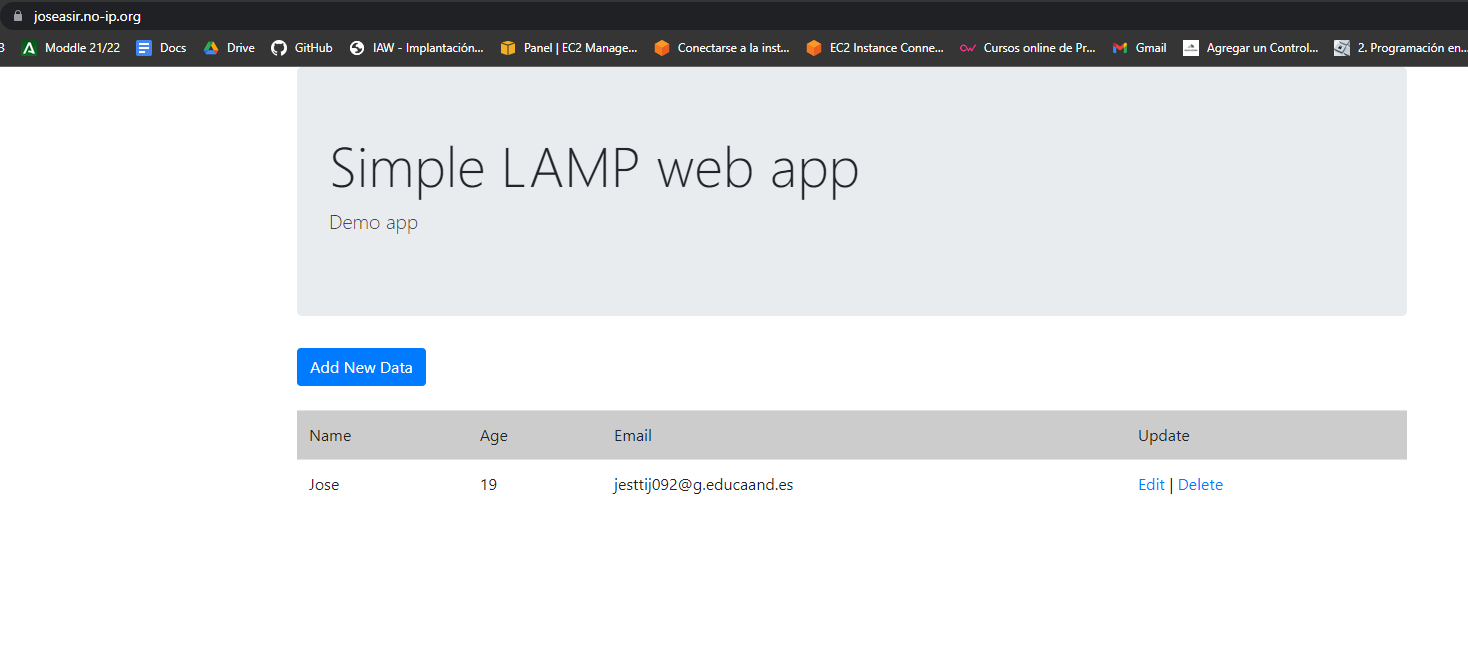 joseasir.no-ip.org
3 Moddle 21/22 Docs Drive GitHub IAW - Implantación... Panel | EC2 Manage... Conectarse a la inst... EC2 Instance Conne... Cursos online de Pr... Gmail Agregar un Control... 2. Programación en...
Simple LAMP web app
Demo app
Add New Data
Name Age Email Update
Jose 19 jesttij092@g.educaand.es Edit | Delete